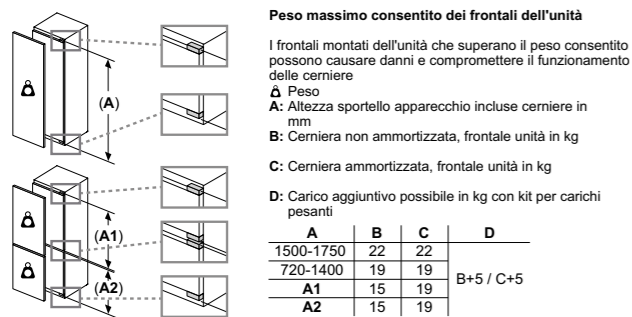 (A)
(A1)
(A2)
Peso massimo consentito dei frontali dell'unità
I frontali montati dell'unità che superano il peso consentito
possono causare danni e compromettere il funzionamento
delle cerniere
Peso
A: Altezza sportello apparecchio incluse cerniere in
mm
B: Cerniera non ammortizzata, frontale unità in kg
C: Cerniera ammortizzata, frontale unità in kg
D: Carico aggiuntivo possibile in kg con kit per carichi
pesanti
A B C D
1500-1750 22 22
720-1400 19 19
B+5 / C+5
A1 15 19
A2 15 19